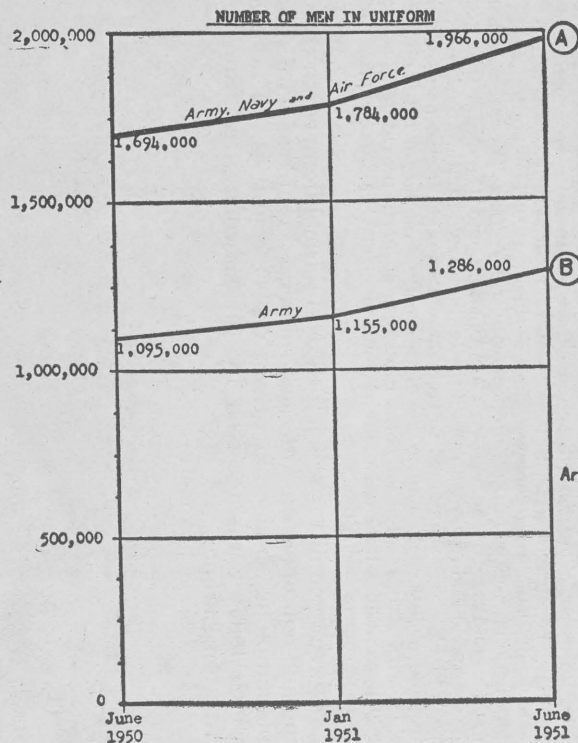 NUMBER OF MEN IN UNIFORM
2,000,000
1,966,000
A
Army, Navy and Air Force
1,784,000
1,694,000
1,500,000
1,286,000
B
Army
1,155,000
1,095,000
1,000,000
Ar
500,000
0
June
1950
Jan
1951
June
1951